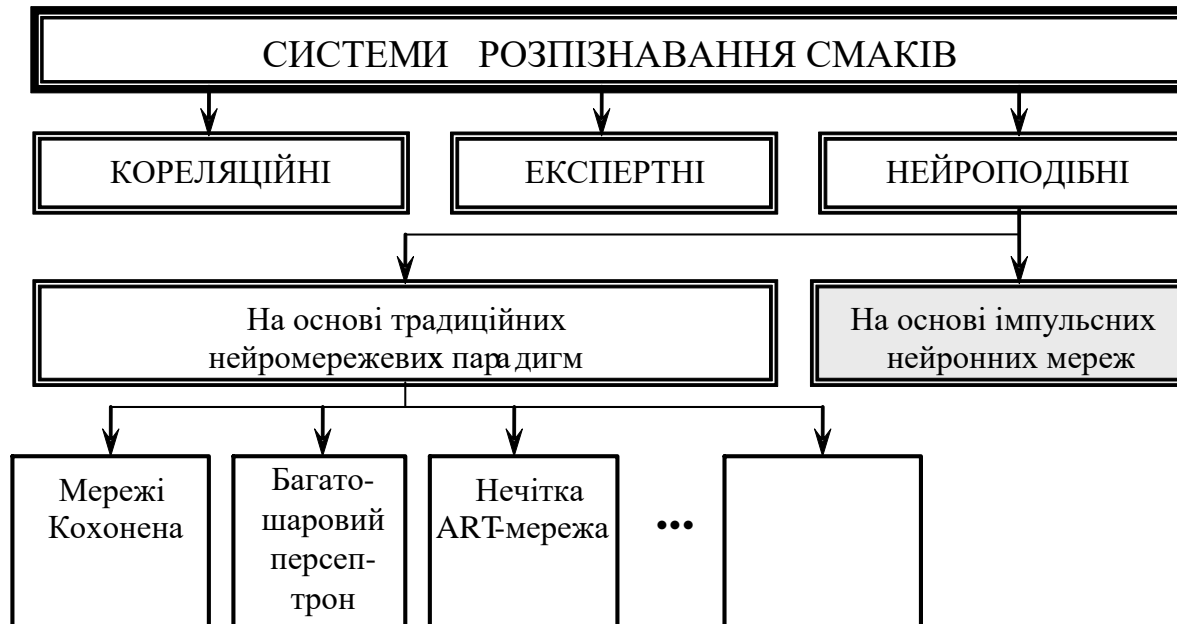 СИСТЕМИ РОЗПІЗНАВАННЯ СМАКІВ
КОРЕЛЯЦІЙНІ
ЕКСПЕРТНІ
НЕЙРОПОДІБНІ
На основі традиційних
нейромережевих парадигм
На основі імпульсних
нейронних мереж
Мережі
Кохонена
Багато-
шаровий
персеп-
трон
Нечітка
ART-мережа
...